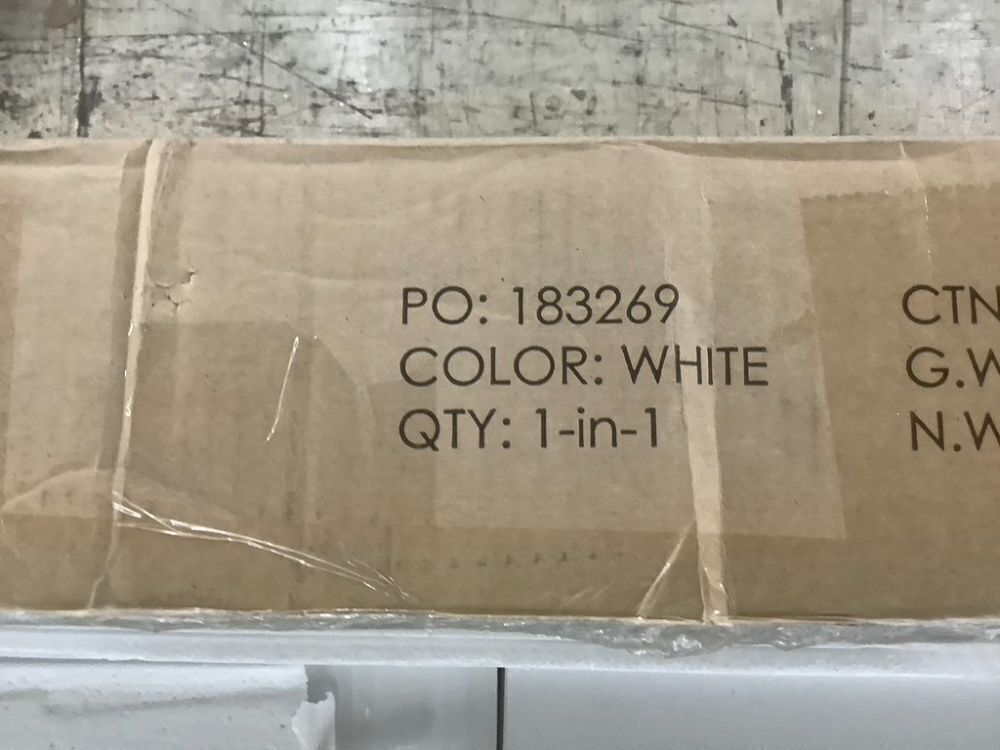 PO: 183269
COLOR: WHITE
QTY: 1-in-1
CTN
G.W
N.W